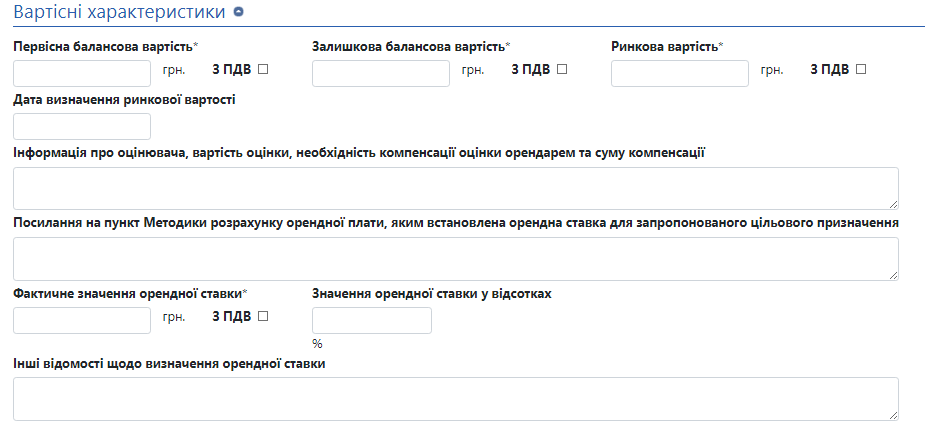 Вартісні характеристики
Первісна балансова вартість* Залишкова балансова вартість* Ринкова вартість*
грн. З ПДВ грн. З ПДВ грн. З ПДВ
Дата визначення ринкової вартості
Інформація про оцінювача, вартість оцінки, необхідність компенсації оцінки орендарем та суму компенсації
Посилання на пункт Методики розрахунку орендної плати, яким встановлена орендна ставка для запропонованого цільового призначення
Фактичне значення орендної ставки* Значення орендної ставки у відсотках
грн. З ПДВ
%
Інші відомості щодо визначення орендної ставки